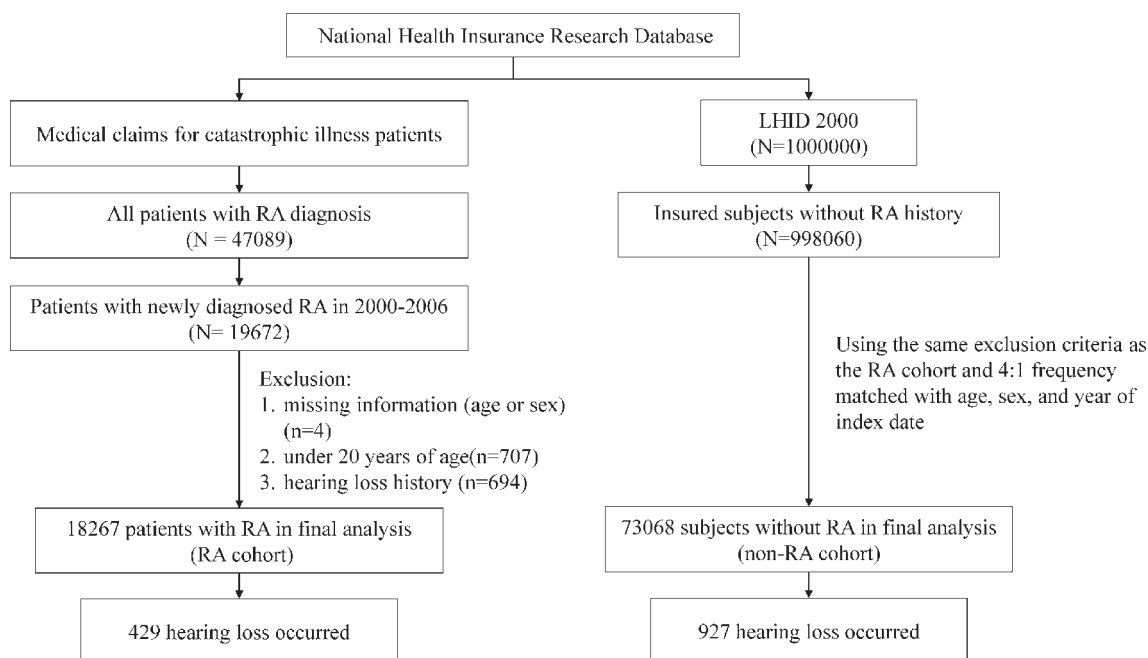 National Health Insurance Research Database
Medical claims for catastrophic illness patients
LHID 2000
(N=1000000)
All patients with RA diagnosis
(N = 47089)
Insured subjects without RA history
(N=998060)
Patients with newly diagnosed RA in 2000-2006
(N= 19672)
Exclusion:
1. missing information (age or sex)
(n=4)
2. under 20 years of age(n=707)
3. hearing loss history (n=694)
Using the same exclusion criteria as
the RA cohort and 4:1 frequency
matched with age, sex, and year of
index date
18267 patients with RA in final analysis
(RA cohort)
73068 subjects without RA in final analysis
(non-RA cohort)
429 hearing loss occurred
927 hearing loss occurred